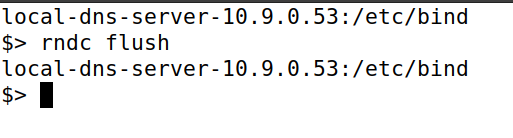 local-dns-server-10.9.0.53:/etc/bind
$> rndc flush
local-dns-server-10.9.0.53:/etc/bind
$>